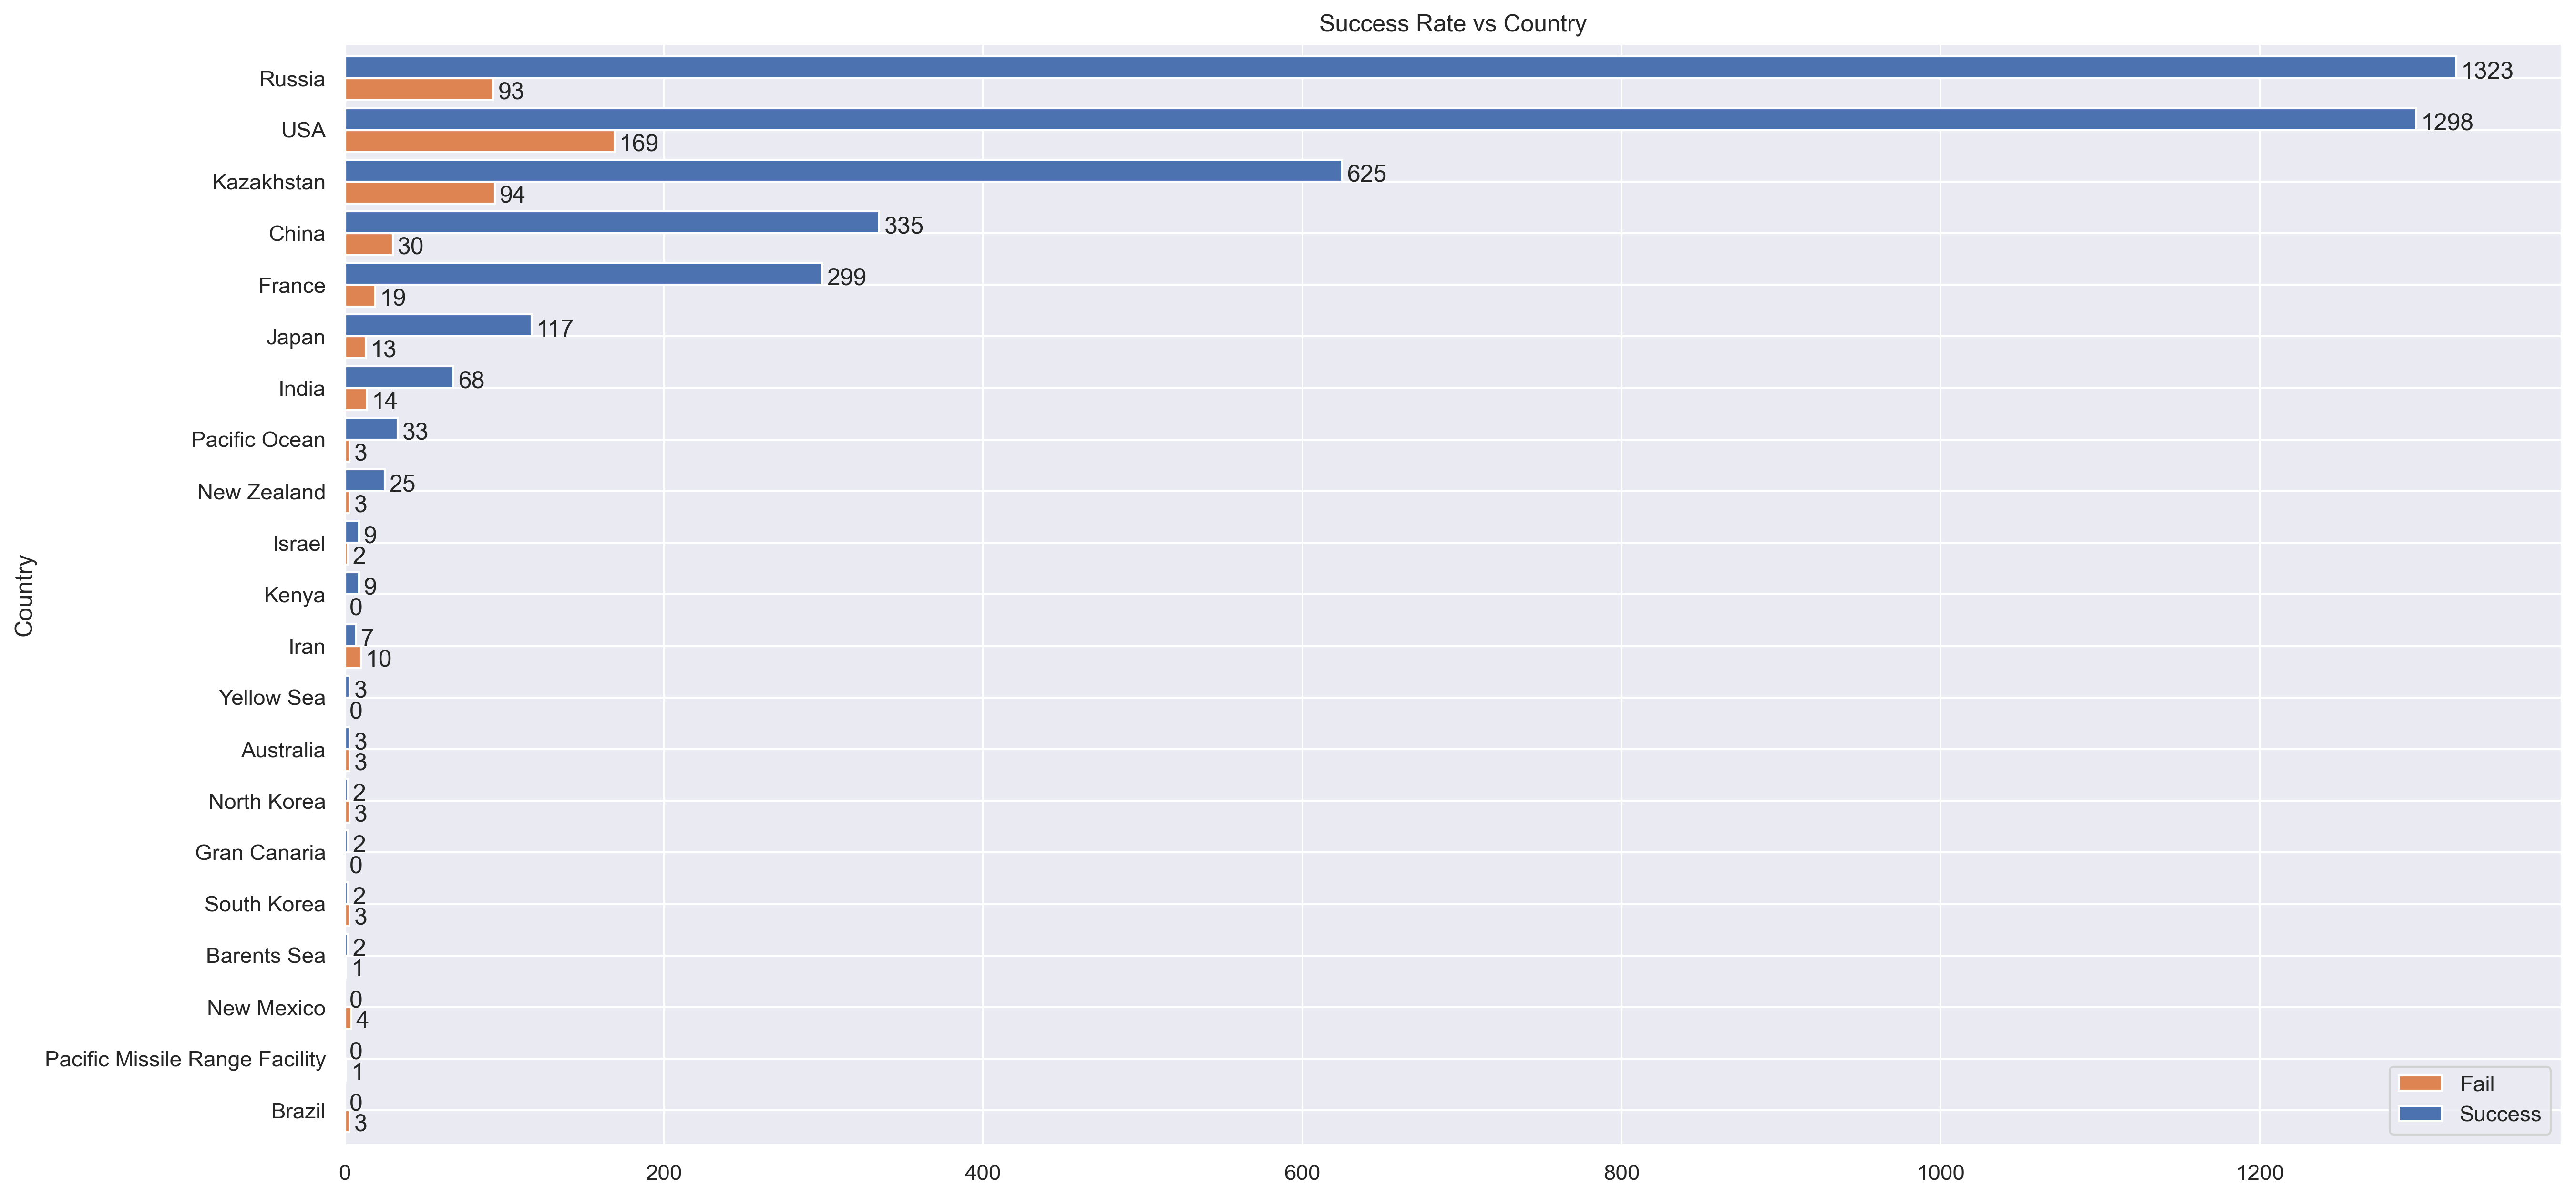 Success Rate vs Country
Country
Russia
1323
93
USA
1298
169
Kazakhstan
625
94
China
335
30
France
299
19
Japan
117
13
India
68
14
Pacific Ocean
33
3
New Zealand
25
3
Israel
9
2
Kenya
9
0
Iran
7
10
Yellow Sea
3
0
Australia
3
3
North Korea
2
3
Gran Canaria
2
0
South Korea
2
3
Barents Sea
2
1
New Mexico
0
4
Pacific Missile Range Facility
0
1
Brazil
0
3
Fail
Success
0 200 400 600 800 1000 1200